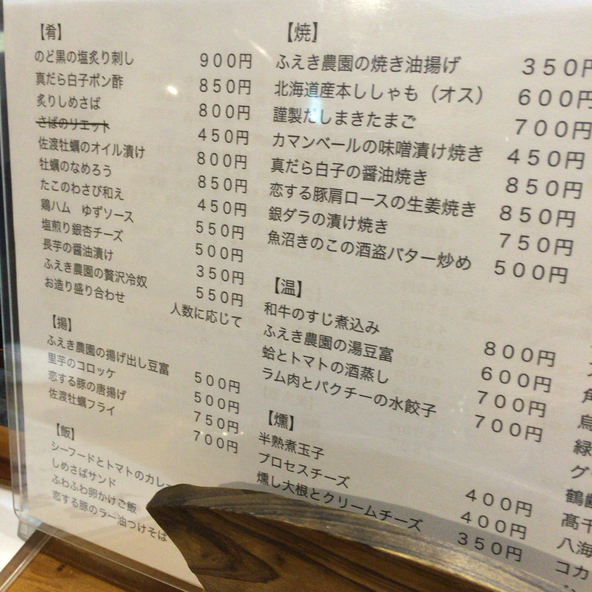 【肴】
のど黒の塩炙り刺し 900円
真だら白子ポン酢 850円
炙りしめさば 800円
さばのリエット 450円
佐渡牡蠣のオイル漬け 800円
牡蠣のなめろう 850円
たこのわさび和え 450円
鶏ハム ゆずソース 550円
塩煎り銀杏チーズ 500円
長芋の醤油漬け 350円
ふえき農園の贅沢冷奴 550円
お造り盛り合わせ 人数に応じて
【揚】
ふえき農園の揚げ出し豆富 500円
里芋のコロッケ 500円
恋する豚の唐揚げ 750円
佐渡牡蠣フライ 700円
【飯】
シーフードとトマトのカレー
しめさばサンド
ふわふわ卵かけご飯
恋する豚のラー油つけそば
【焼】
ふえき農園の焼き油揚げ 350円
北海道産本ししゃも（オス） 600円
謹製だしまきたまご 700円
カマンベールの味噌漬け焼き 450円
真だら白子の醤油焼き 850円
恋する豚肩ロースの生姜焼き 850円
銀ダラの漬け焼き 750円
魚沼きのこの酒盗バター炒め 500円
【温】
和牛のすじ煮込み 800円
ふえき農園の湯豆富 600円
蛤とトマトの酒蒸し 700円
ラム肉とパクチーの水餃子 700円
【燻】
半熟煮玉子 400円
プロセスチーズ 400円
燻し大根とクリームチーズ 350円